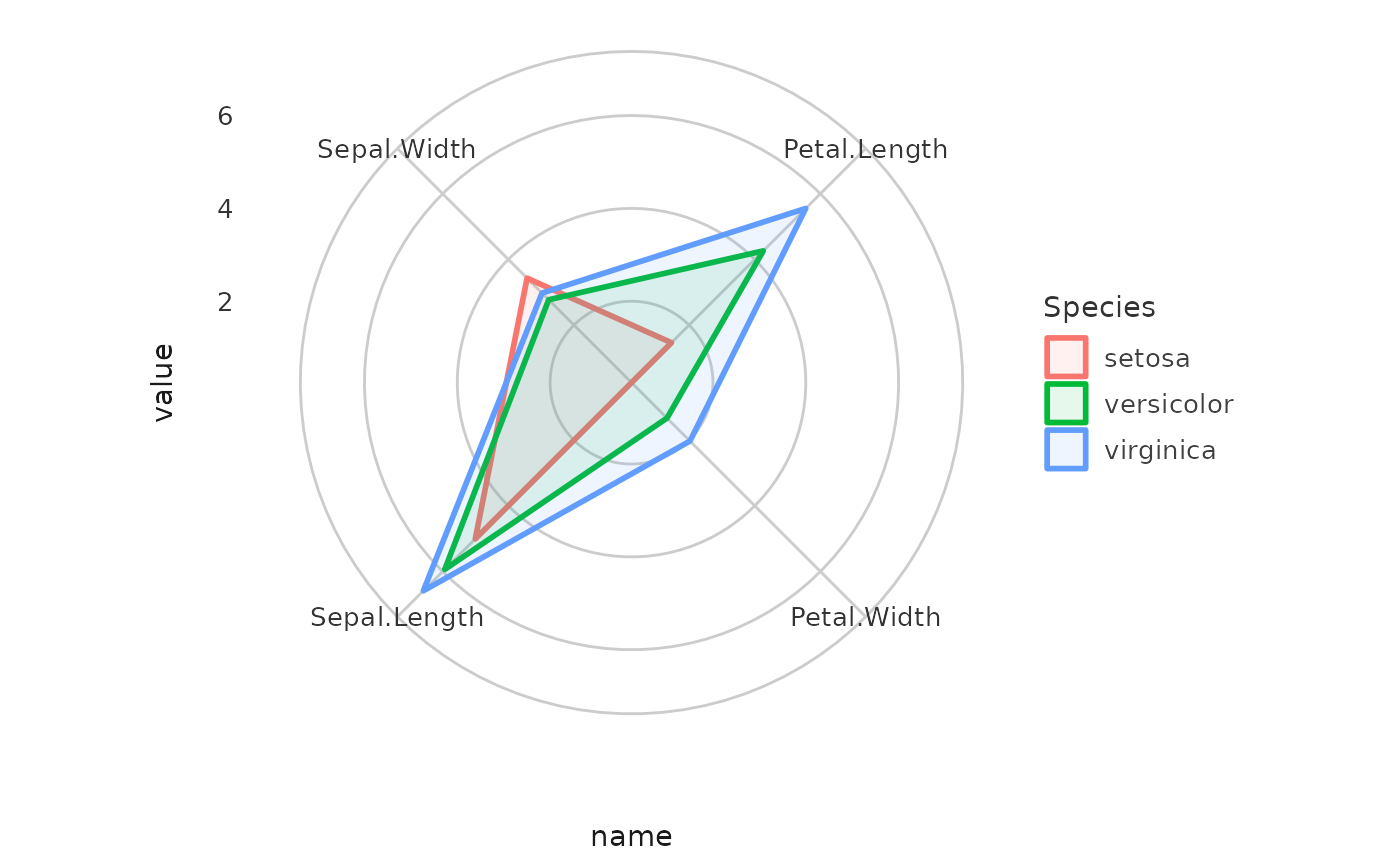 6
Sepal.Width
Petal.Length
4
2
value
Species
setosa
versicolor
virginica
Sepal.Length
Petal.Width
name